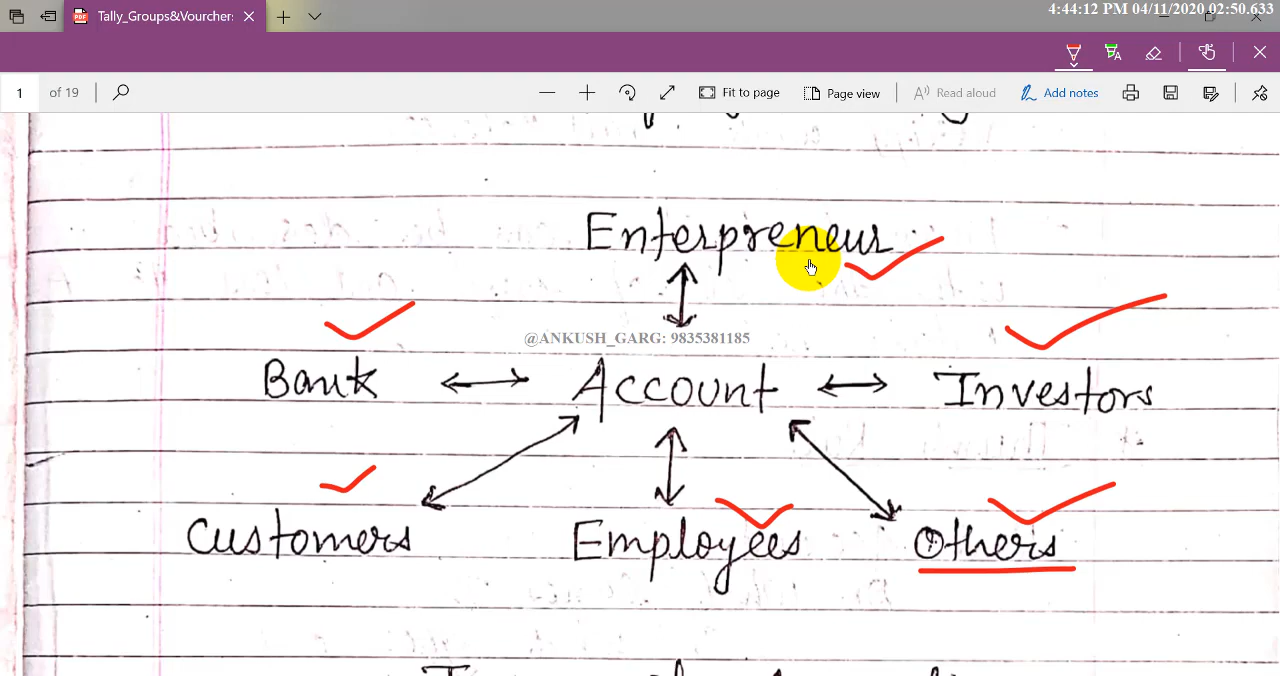 4:44:12 PM 04/11/2020 02:50.633
Tally_Groups&Vourchers
1 of 19 Fit to page Page view Read aloud Add notes
Enterpreneur
@ANKUSH_GARG: 9835381185
Bank Account Investors
Customers Employees Others